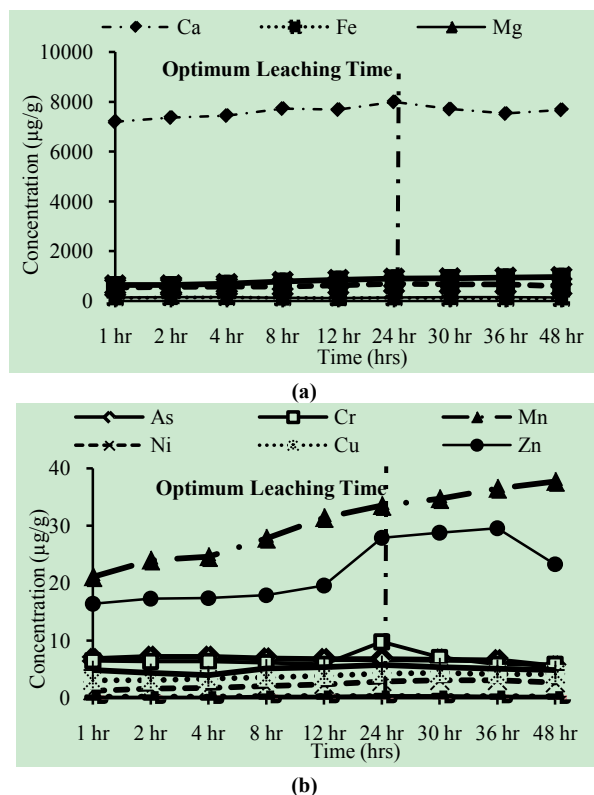 Ca Fe Mg
10000
Optimum Leaching Time
8000
6000
4000
2000
0
Concentration (µg/g)
1 hr 2 hr 4 hr 8 hr 12 hr 24 hr 30 hr 36 hr 48 hr
Time (hrs)
(a)
As Cr Mn
Ni Cu Zn
40
Optimum Leaching Time
30
20
10
0
Concentration (µg/g)
1 hr 2 hr 4 hr 8 hr 12 hr 24 hr 30 hr 36 hr 48 hr
Time (hrs)
(b)